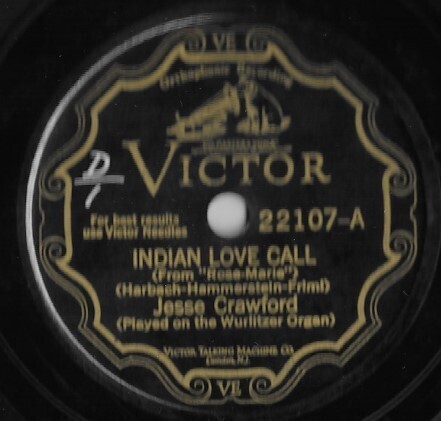 VE
Orthophonic Recording
VICTOR
For best results
use Victor Needles
22107-A
INDIAN LOVE CALL
(From "Rose-Marie")
(Harbach-Hammerstein-Friml)
Jesse Crawford
(Played on the Wurlitzer Organ)
VICTOR TALKING MACHINE CO.
Camden, N.J.
VE